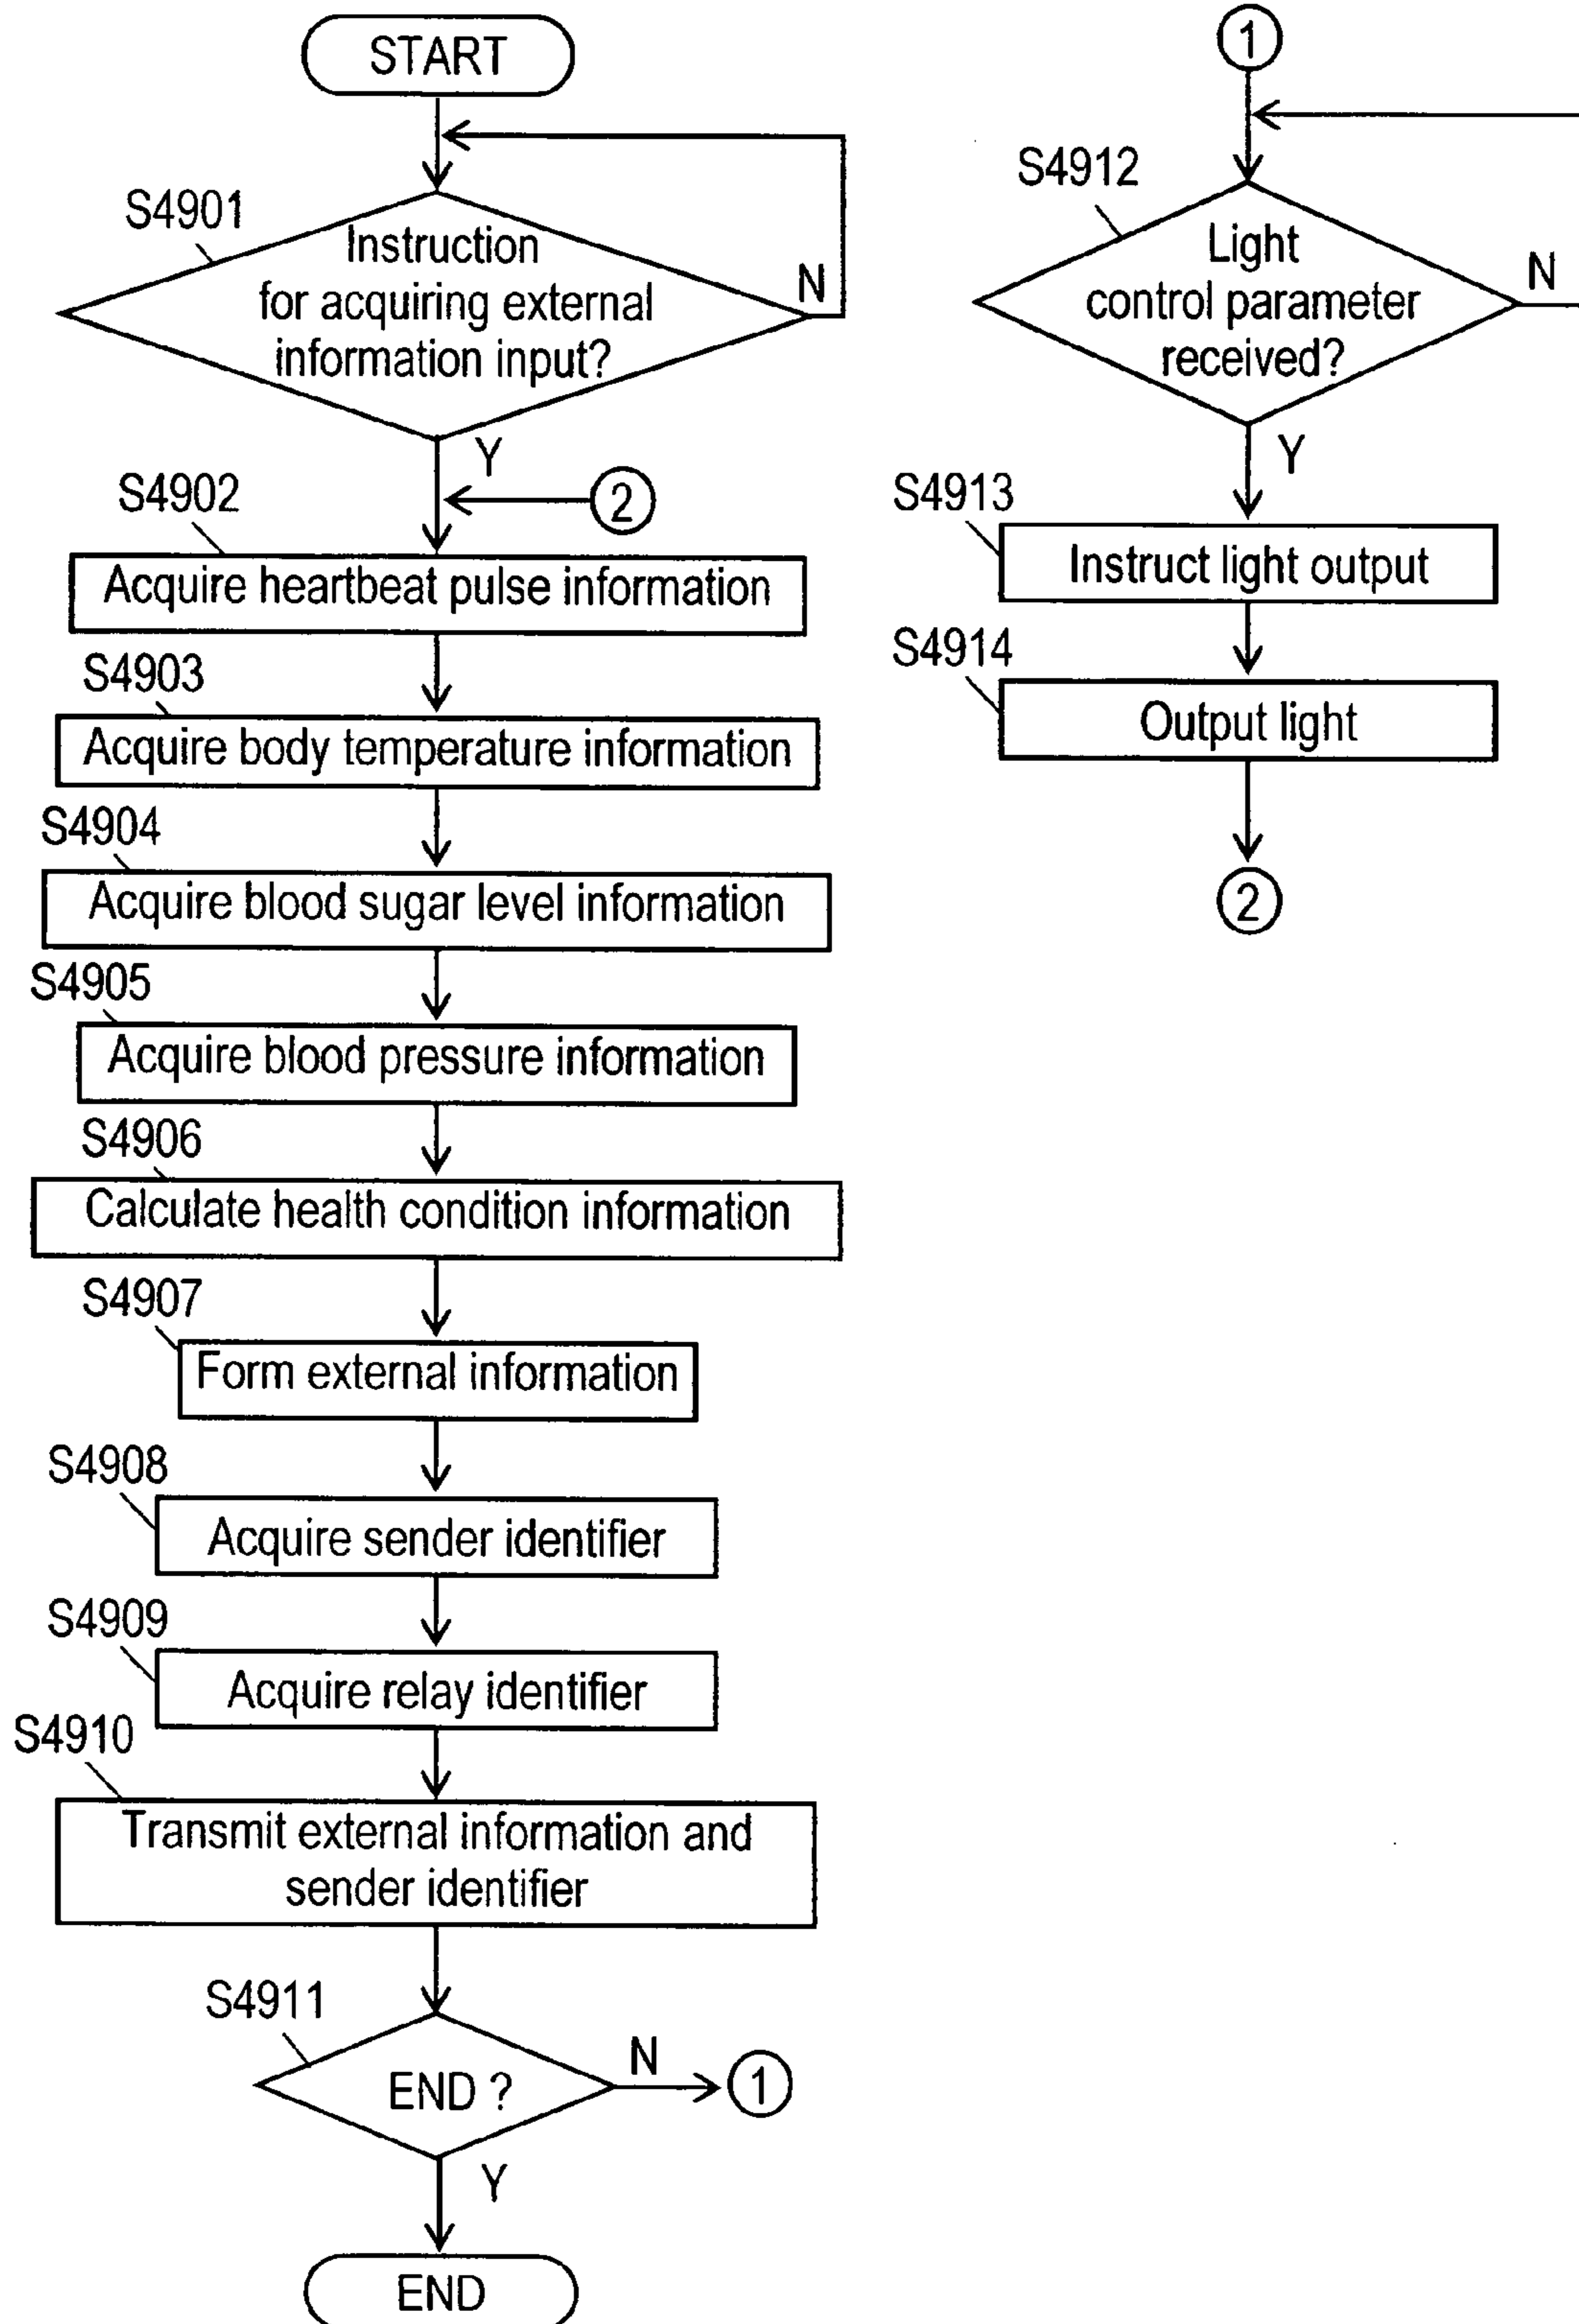 START
S4901
Instruction
for acquiring external
information input?
N
Y
2
S4902
Acquire heartbeat pulse information
S4903
Acquire body temperature information
S4904
Acquire blood sugar level information
S4905
Acquire blood pressure information
S4906
Calculate health condition information
S4907
Form external information
S4908
Acquire sender identifier
S4909
Acquire relay identifier
S4910
Transmit external information and
sender identifier
S4911
END ?
N
1
Y
END
1
S4912
Light
control parameter
received?
N
Y
S4913
Instruct light output
S4914
Output light
2